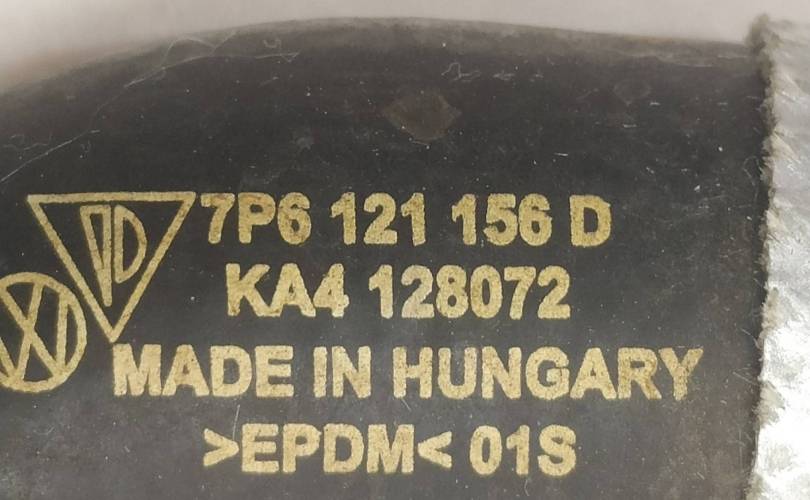 7P6 121 156 D
KA4 128072
MADE IN HUNGARY
>EPDM< 01S